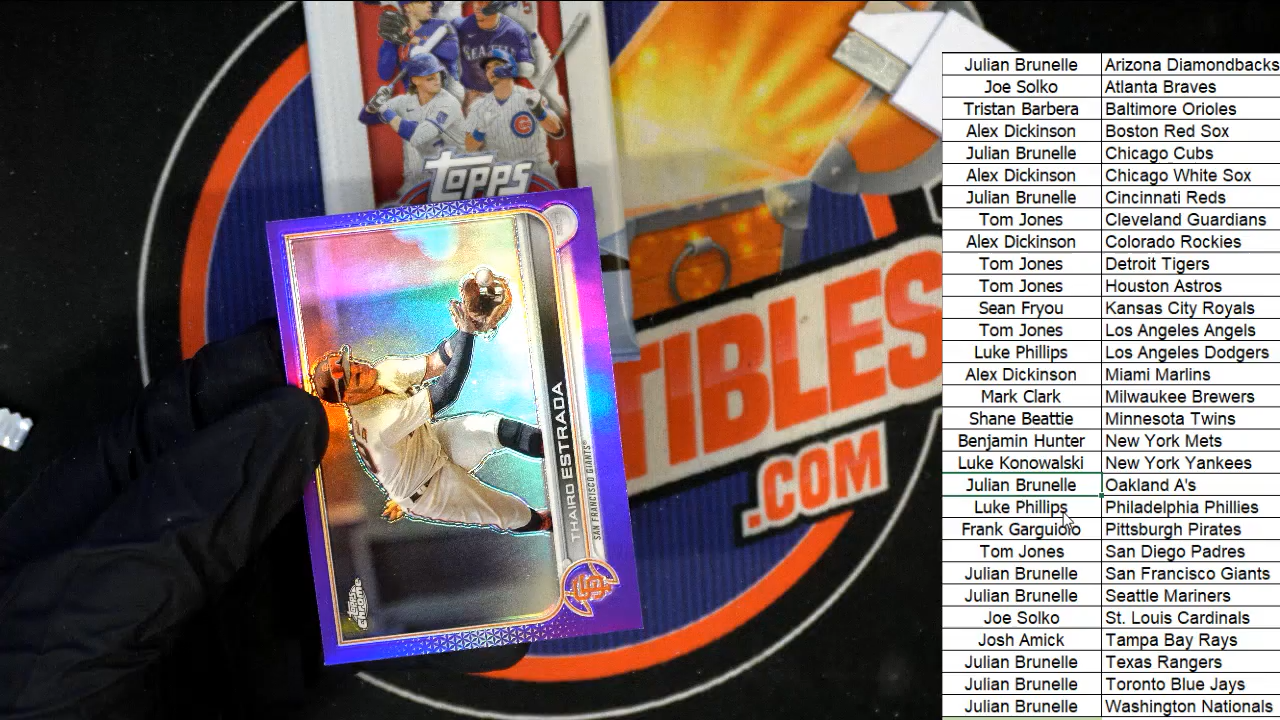 SEATTLE
TOPPS
TIBLES
.COM
THAIRO ESTRADA
SAN FRANCISCO GIANTS®
SF
TOPPS
CHROME
Julian Brunelle Arizona Diamondbacks
Joe Solko Atlanta Braves
Tristan Barbera Baltimore Orioles
Alex Dickinson Boston Red Sox
Julian Brunelle Chicago Cubs
Alex Dickinson Chicago White Sox
Julian Brunelle Cincinnati Reds
Tom Jones Cleveland Guardians
Alex Dickinson Colorado Rockies
Tom Jones Detroit Tigers
Tom Jones Houston Astros
Sean Fryou Kansas City Royals
Tom Jones Los Angeles Angels
Luke Phillips Los Angeles Dodgers
Alex Dickinson Miami Marlins
Mark Clark Milwaukee Brewers
Shane Beattie Minnesota Twins
Benjamin Hunter New York Mets
Luke Konowalski New York Yankees
Julian Brunelle Oakland A's
Luke Phillips Philadelphia Phillies
Frank Garguiolo Pittsburgh Pirates
Tom Jones San Diego Padres
Julian Brunelle San Francisco Giants
Julian Brunelle Seattle Mariners
Joe Solko St. Louis Cardinals
Josh Amick Tampa Bay Rays
Julian Brunelle Texas Rangers
Julian Brunelle Toronto Blue Jays
Julian Brunelle Washington Nationals